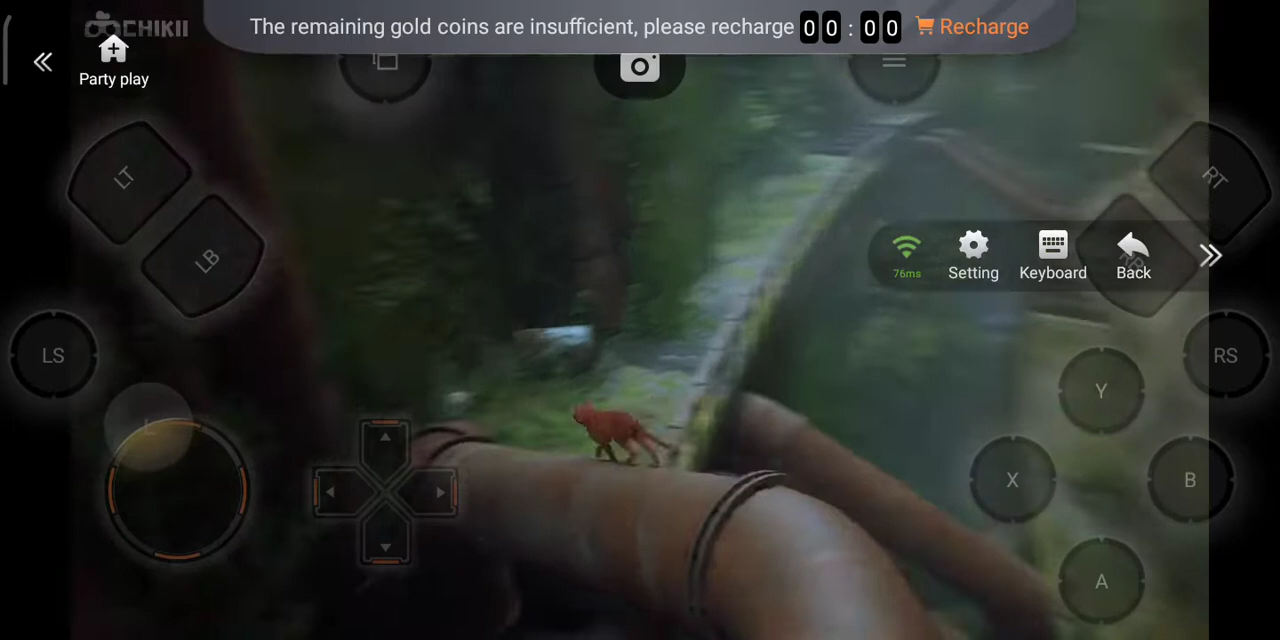 CHIKII
The remaining gold coins are insufficient, please recharge 00:00 Recharge
Party play
LT
RT
LB
76ms
Setting
Keyboard
Back
LS
RS
L
Y
X
B
A